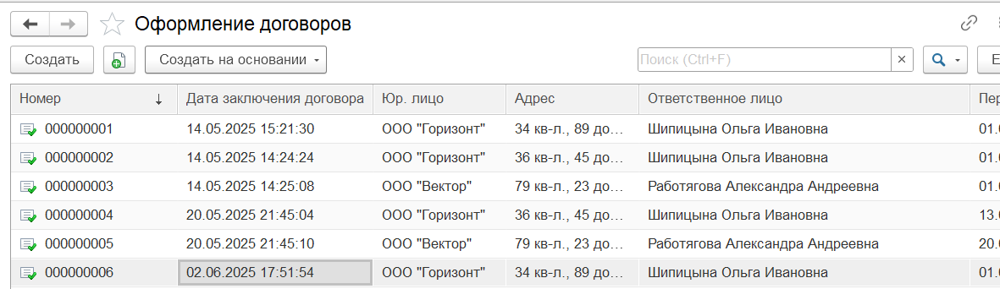 Оформление договоров
Создать Создать на основании Поиск (Ctrl+F) × Е
Номер ↓ Дата заключения договора Юр. лицо Адрес Ответственное лицо Пер
000000001 14.05.2025 15:21:30 ООО "Горизонт" 34 кв-л., 89 до... Шипицына Ольга Ивановна 01.
000000002 14.05.2025 14:24:24 ООО "Горизонт" 36 кв-л., 45 до... Шипицына Ольга Ивановна 01.
000000003 14.05.2025 14:25:08 ООО "Вектор" 79 кв-л., 23 до... Работягова Александра Андреевна 01.
000000004 20.05.2025 21:45:04 ООО "Горизонт" 36 кв-л., 45 до... Шипицына Ольга Ивановна 13.
000000005 20.05.2025 21:45:10 ООО "Вектор" 79 кв-л., 23 до... Работягова Александра Андреевна 20.
000000006 02.06.2025 17:51:54 ООО "Горизонт" 34 кв-л., 89 до... Шипицына Ольга Ивановна 01.